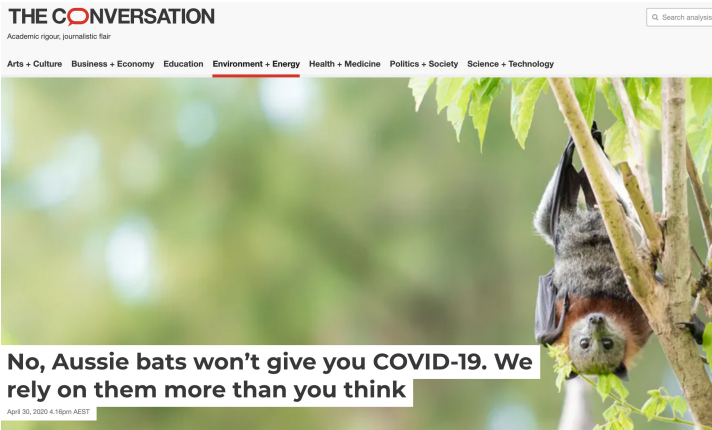 THE CONVERSATION
Search analysis
Academic rigour, journalistic flair
Arts + Culture Business + Economy Education Environment + Energy Health + Medicine Politics + Society Science + Technology
No, Aussie bats won't give you COVID-19. We
rely on them more than you think
April 30, 2020 4.16pm AEST